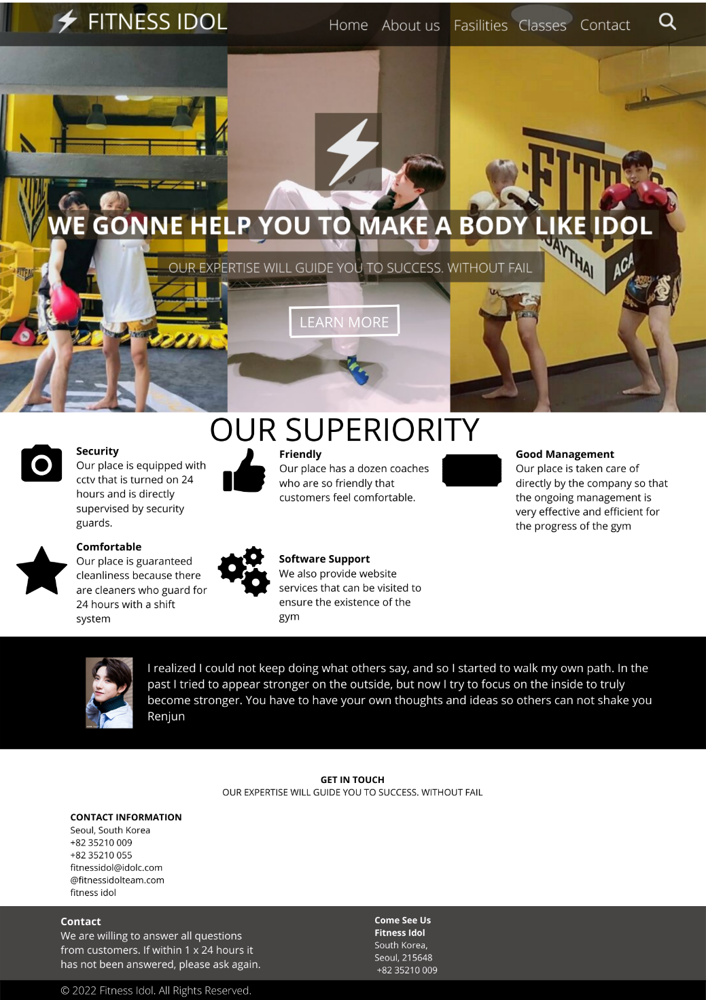 FITNESS IDOL
Home About us Fasilities Classes Contact
FITFAC
MUAYTHAI
ACA
WE GONNE HELP YOU TO MAKE A BODY LIKE IDOL
OUR EXPERTISE WILL GUIDE YOU TO SUCCESS. WITHOUT FAIL
LEARN MORE
OUR SUPERIORITY
Security
Our place is equipped with
cctv that is turned on 24
hours and is directly
supervised by security
guards.
Friendly
Our place has a dozen coaches
who are so friendly that
customers feel comfortable.
Good Management
Our place is taken care of
directly by the company so that
the ongoing management is
very effective and efficient for
the progress of the gym
Comfortable
Our place is guaranteed
cleanliness because there
are cleaners who guard for
24 hours with a shift
system
Software Support
We also provide website
services that can be visited to
ensure the existence of the
gym
I realized I could not keep doing what others say, and so I started to walk my own path. In the
past I tried to appear stronger on the outside, but now I try to focus on the inside to truly
become stronger. You have to have your own thoughts and ideas so others can not shake you
Renjun
GET IN TOUCH
OUR EXPERTISE WILL GUIDE YOU TO SUCCESS. WITHOUT FAIL
CONTACT INFORMATION
Seoul, South Korea
+82 35210 009
+82 35210 055
fitnessidol@idolc.com
@fitnessidolteam.com
fitness idol
Contact
We are willing to answer all questions
from customers. If within 1 x 24 hours it
has not been answered, please ask again.
Come See Us
Fitness Idol
South Korea,
Seoul, 215648
+82 35210 009
© 2022 Fitness Idol. All Rights Reserved.